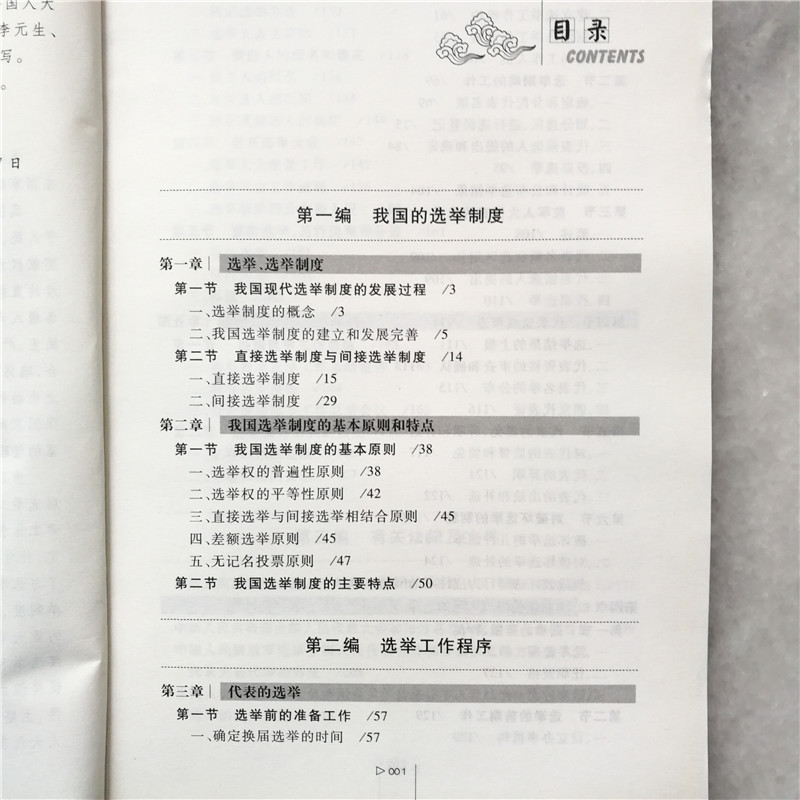 国人大
李元生、
写。
。
日
目录
CONTENTS
第一编 我国的选举制度
第一章 选举、选举制度
第一节 我国现代选举制度的发展过程 /3
一、选举制度的概念 /3
二、我国选举制度的建立和发展完善 /5
第二节 直接选举制度与间接选举制度 /14
一、直接选举制度 /15
二、间接选举制度 /29
第二章 我国选举制度的基本原则和特点
第一节 我国选举制度的基本原则 /38
一、选举权的普遍性原则 /38
二、选举权的平等性原则 /42
三、直接选举与间接选举相结合原则 /45
四、差额选举原则 /45
五、无记名投票原则 /47
第二节 我国选举制度的主要特点 /50
第二编 选举工作程序
第三章 代表的选举
第一节 选举前的准备工作 /57
一、确定换届选举的时间 /57
▷001